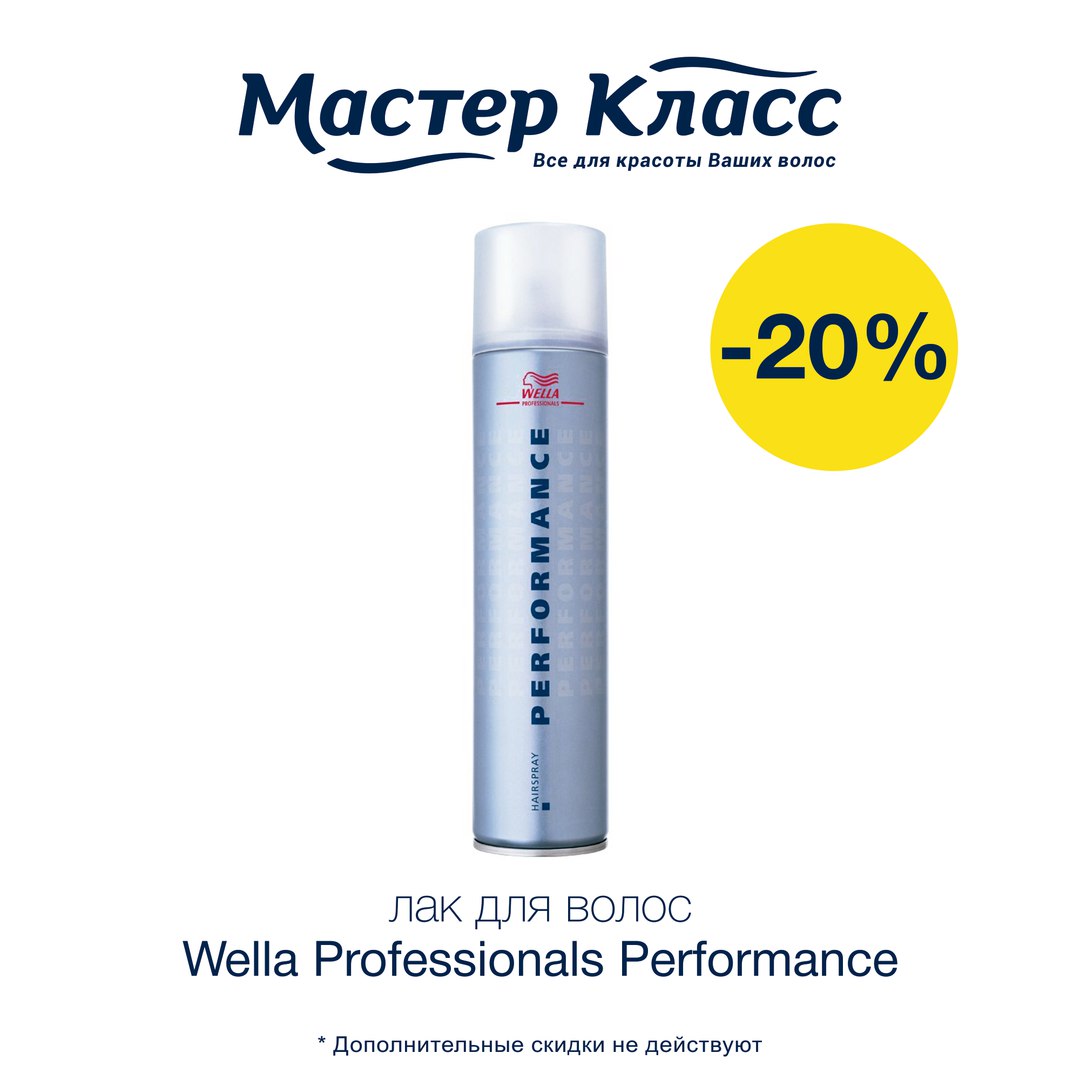 Мастер Класс
Все для красоты Ваших волос
-20%
WELLA
PROFESSIONALS
PERFORMANCE
HAIRSPRAY
лак для волос
Wella Professionals Performance
* Дополнительные скидки не действуют